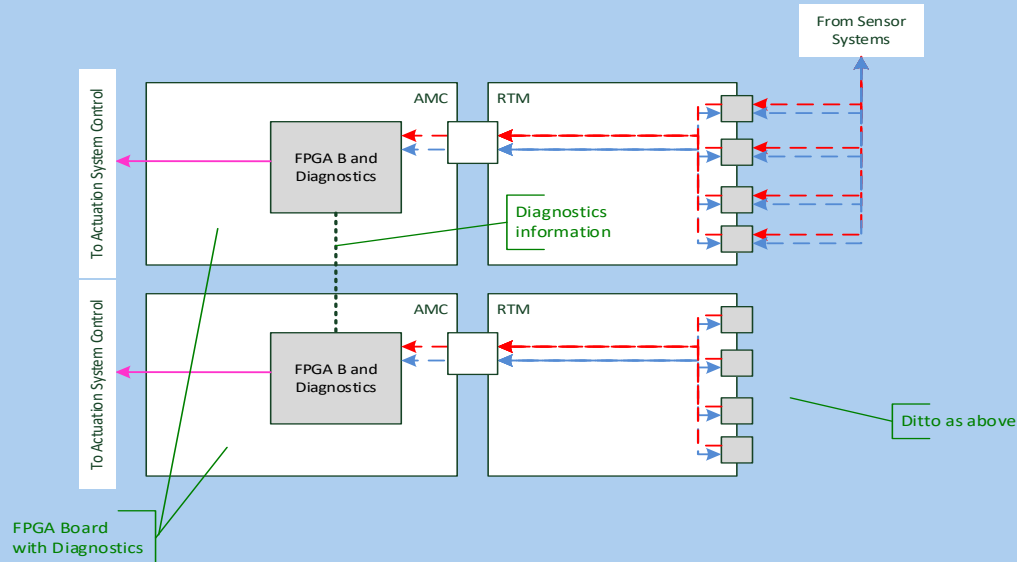 From Sensor
Systems
To Actuation System Control
AMC
RTM
FPGA B and
Diagnostics
Diagnostics
information
To Actuation System Control
AMC
RTM
FPGA B and
Diagnostics
Ditto as above
FPGA Board
with Diagnostics